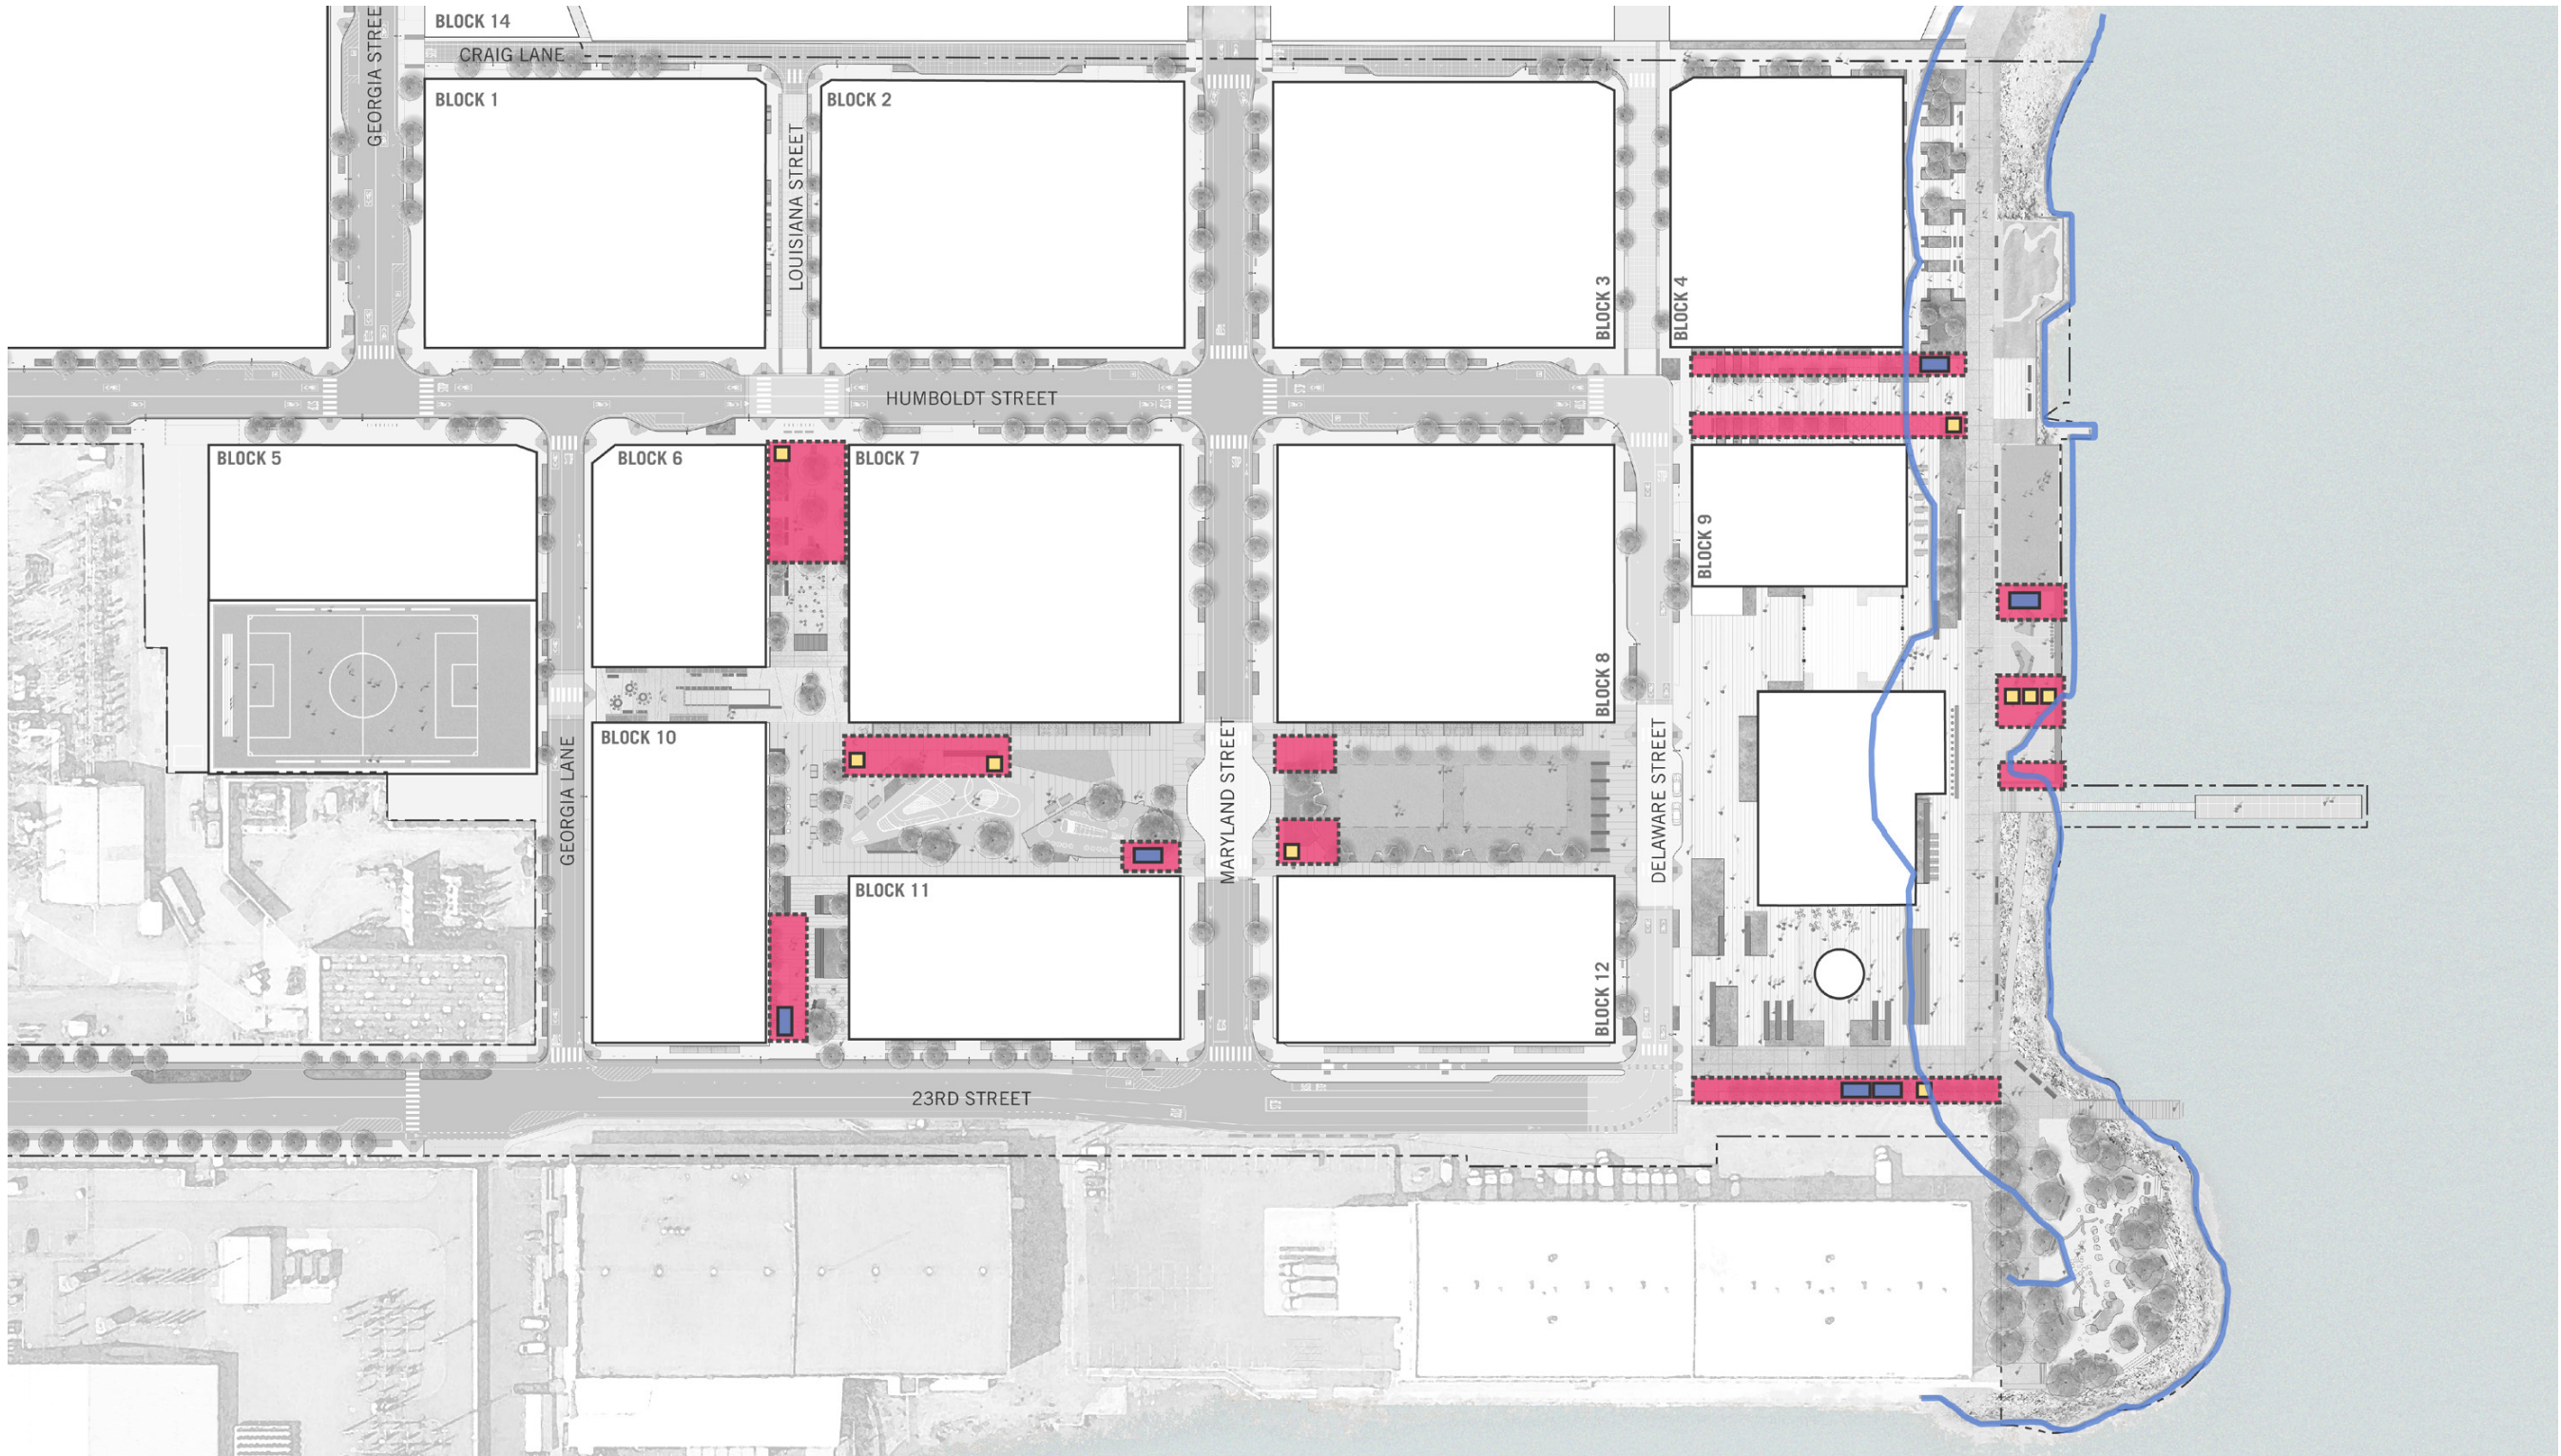 BLOCK 14
GEORGIA STREE
CRAIG LANE
BLOCK 1
BLOCK 2
LOUISIANA STREET
BLOCK 3
BLOCK 4
HUMBOLDT STREET
BLOCK 5
BLOCK 6
BLOCK 7
BLOCK 8
BLOCK 9
BLOCK 10
GEORGIA LANE
MARYLAND STREET
DELAWARE STREET
BLOCK 11
BLOCK 12
23RD STREET